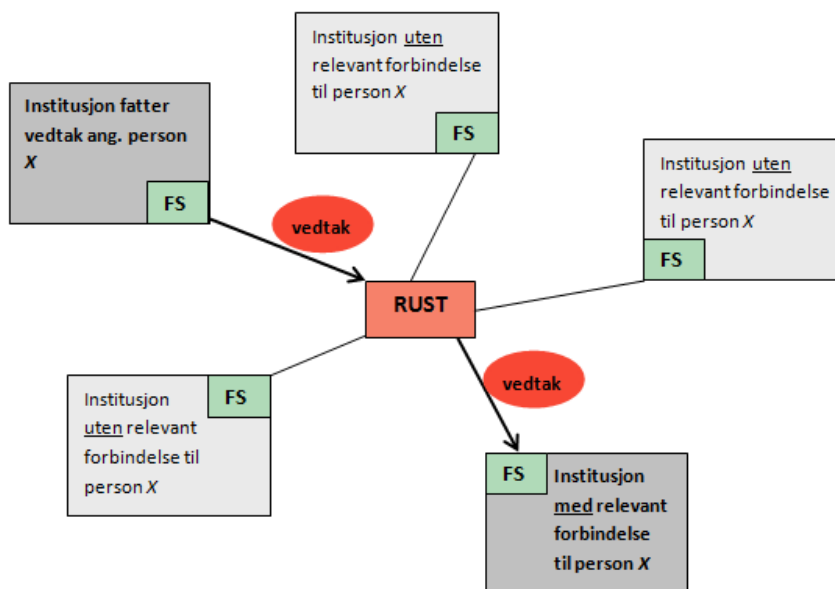 Institusjon uten
relevant forbindelse
til person X
FS
Institusjon fatter
vedtak ang. person
X
FS
Institusjon uten
relevant forbindelse
til person X
FS
vedtak
RUST
FS
Institusjon
uten relevant
forbindelse til
person X
vedtak
FS
Institusjon
med relevant
forbindelse
til person X